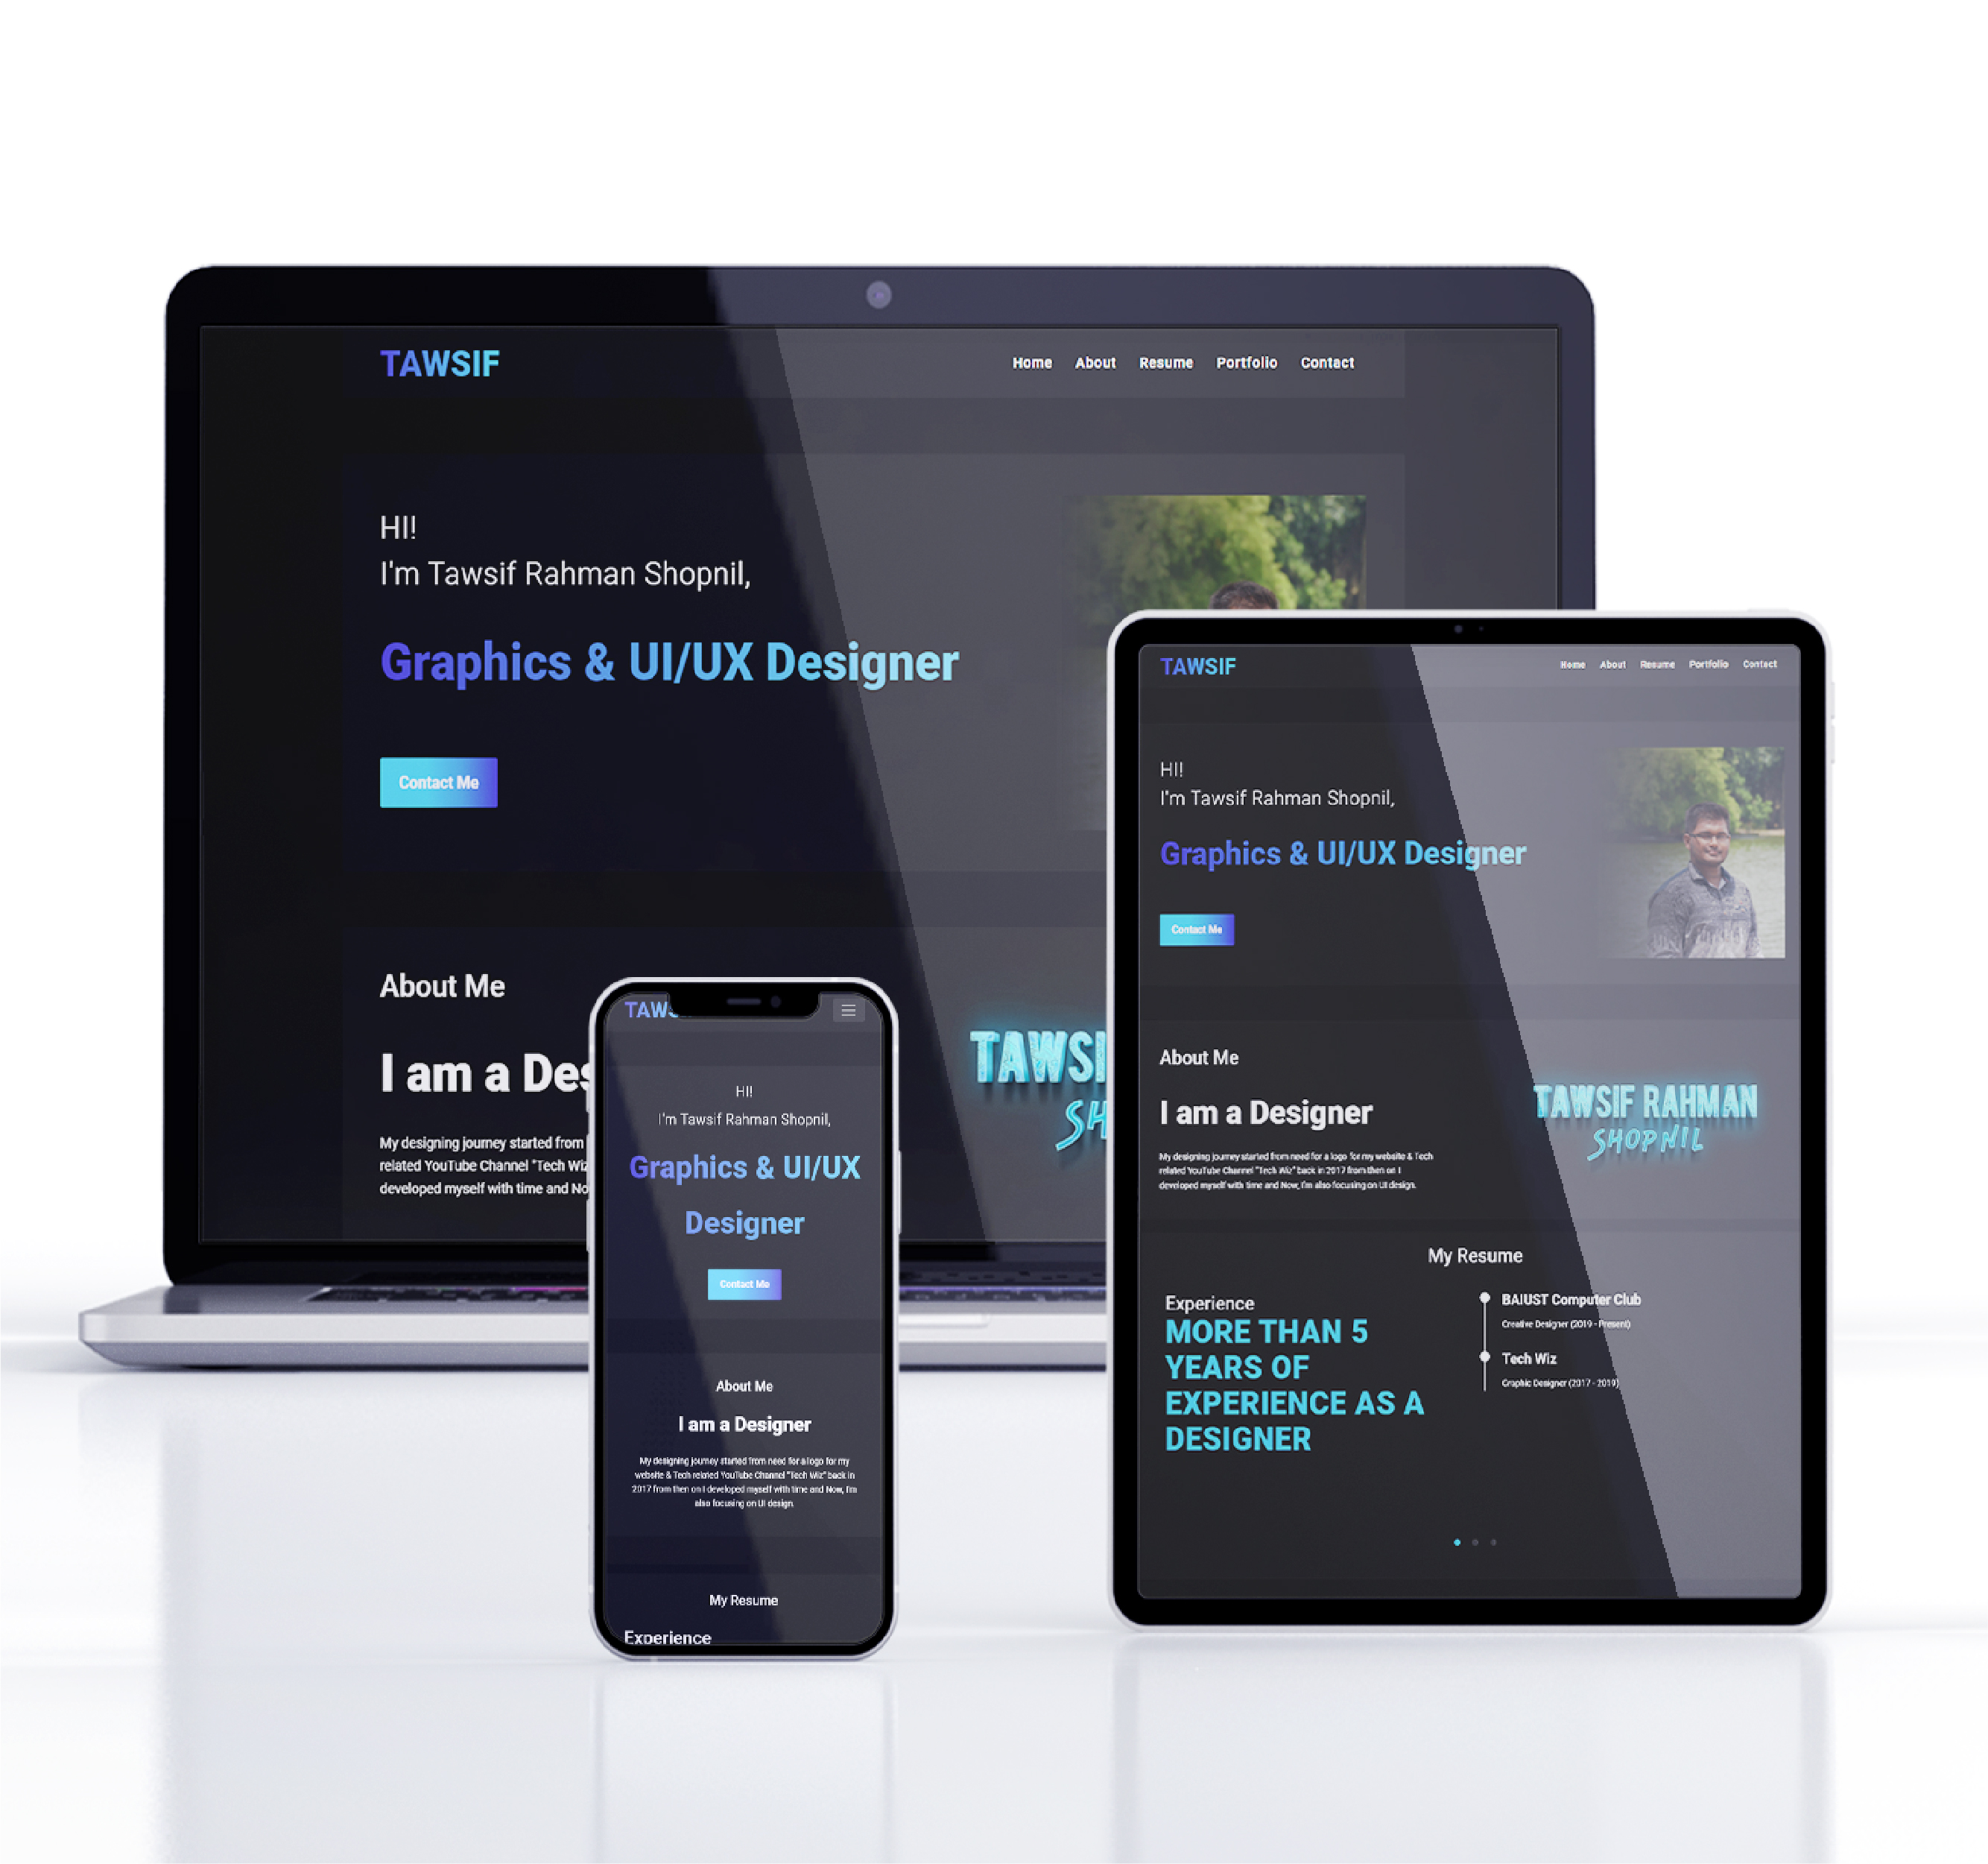 TAWSIF
Home About Resume Portfolio Contact
HI!
I'm Tawsif Rahman Shopnil,
Graphics & UI/UX Designer
Contact Me
About Me
I am a Des
My designing journey started from
related YouTube Channel "Tech Wiz
developed myself with time and No
TAWSI
SH
TAWS
HI!
I'm Tawsif Rahman Shopnil,
Graphics & UI/UX
Designer
Contact Me
About Me
I am a Designer
My designing journey started from need for a logo for my
website & Tech related YouTube Channel "Tech Wiz" back in
2017 from then on I developed myself with time and Now, I'm
also focusing on UI design.
My Resume
Experience
TAWSIF
Home About Resume Portfolio Contact
HI!
I'm Tawsif Rahman Shopnil,
Graphics & UI/UX Designer
Contact Me
About Me
I am a Designer
My designing journey started from need for a logo for my website & Tech
related YouTube Channel "Tech Wiz" back in 2017 from then on I
developed myself with time and Now, I'm also focusing on UI design.
TAWSIF RAHMAN
SHOPNIL
My Resume
Experience
MORE THAN 5
YEARS OF
EXPERIENCE AS A
DESIGNER
BAIUST Computer Club
Creative Designer (2019 - Present)
Tech Wiz
Graphic Designer (2017 - 2019)